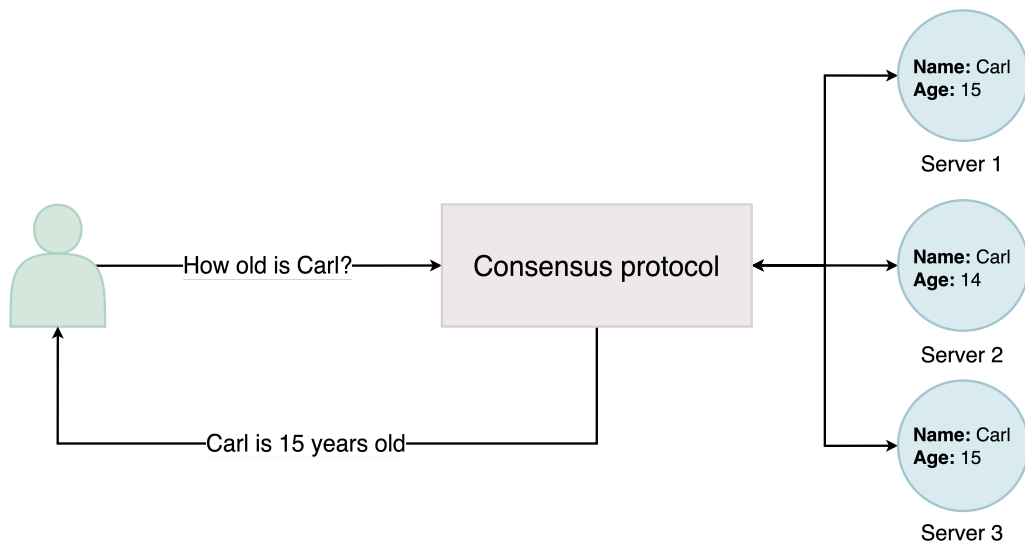 Name: Carl
Age: 15
Server 1
How old is Carl?
Consensus protocol
Name: Carl
Age: 14
Server 2
Carl is 15 years old
Name: Carl
Age: 15
Server 3